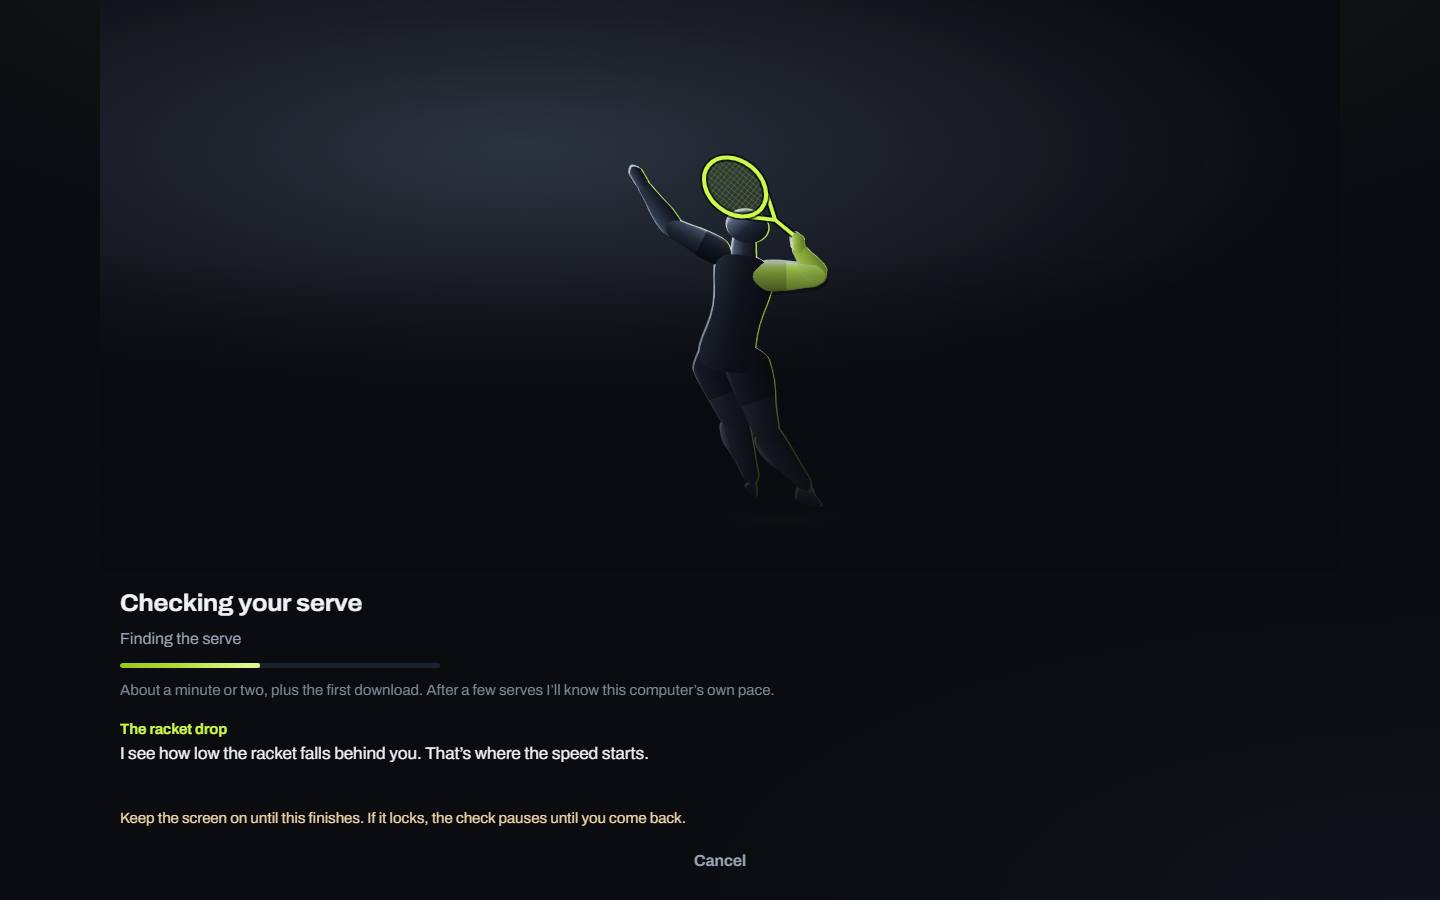 Checking your serve
Finding the serve
About a minute or two, plus the first download. After a few serves I’ll know this computer’s own pace.
The racket drop
I see how low the racket falls behind you. That’s where the speed starts.
Keep the screen on until this finishes. If it locks, the check pauses until you come back.
Cancel